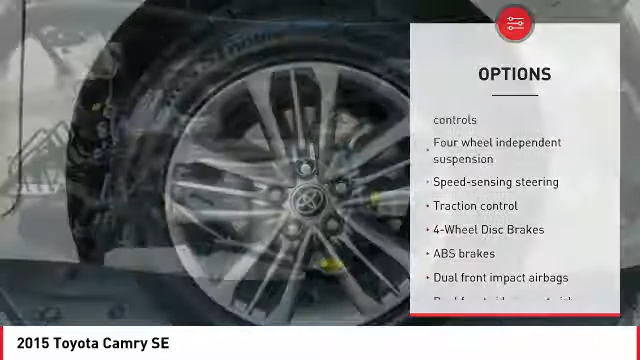 OPTIONS
controls
Four wheel independent
suspension
Speed-sensing steering
Traction control
4-Wheel Disc Brakes
ABS brakes
Dual front impact airbags
2015 Toyota Camry SE